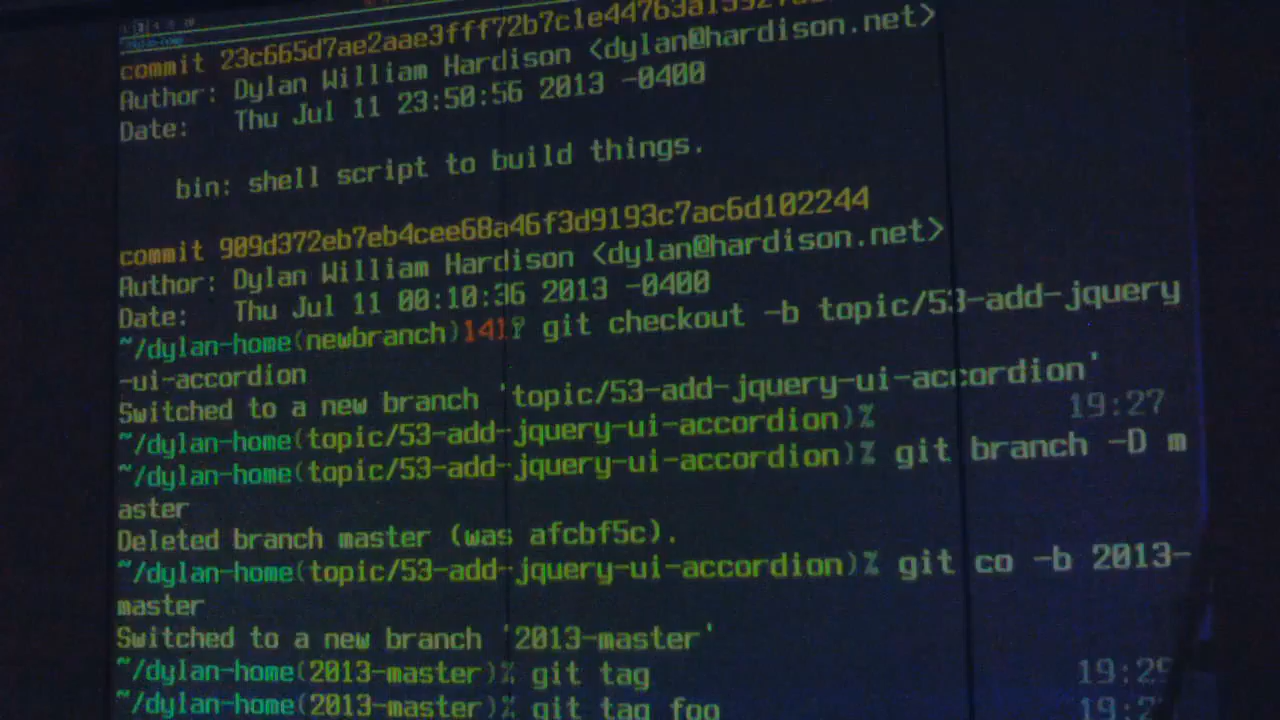 commit
Author: Dylan William Hardison <dylan@hardison.net>
Date: Thu Jul 11 23:50:56 2013 -0400
bin: shell script to build things.
commit 909d372eb7eb4cee68a46f3d9193c7ac6d102244
Author: Dylan William Hardison <dylan@hardison.net>
Date: Thu Jul 11 00:10:36 2013 -0400
~/dylan-home(newbranch)141? git checkout -b topic/53-add-jquery
-ui-accordion
Switched to a new branch 'topic/53-add-jquery-ui-accordion'
~/dylan-home(topic/53-add-jquery-ui-accordion)% 19:27
~/dylan-home(topic/53-add-jquery-ui-accordion)% git branch -D m
aster
Deleted branch master (was afcbf5c).
~/dylan-home(topic/53-add-jquery-ui-accordion)% git co -b 2013-
master
Switched to a new branch '2013-master'
~/dylan-home(2013-master)% git tag 19:29
~/dylan-home(2013-master)% git tag foo